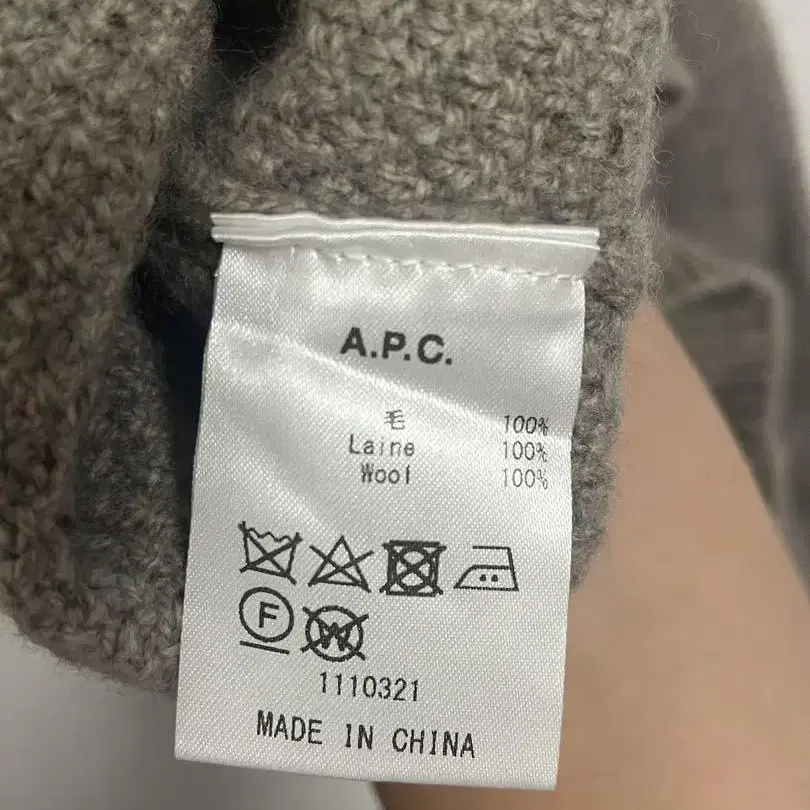 A.P.C.
毛 100%
Laine 100%
Wool 100%
F W
1110321
MADE IN CHINA